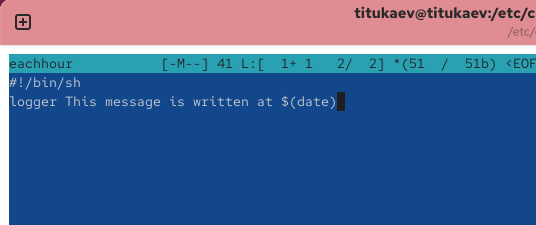 titukaev@titukaev:/etc/c
/etc/
eachhour [-M--] 41 L:[ 1+ 1 2/ 2] *(51 / 51b) <EOF
#!/bin/sh
logger This message is written at $(date)